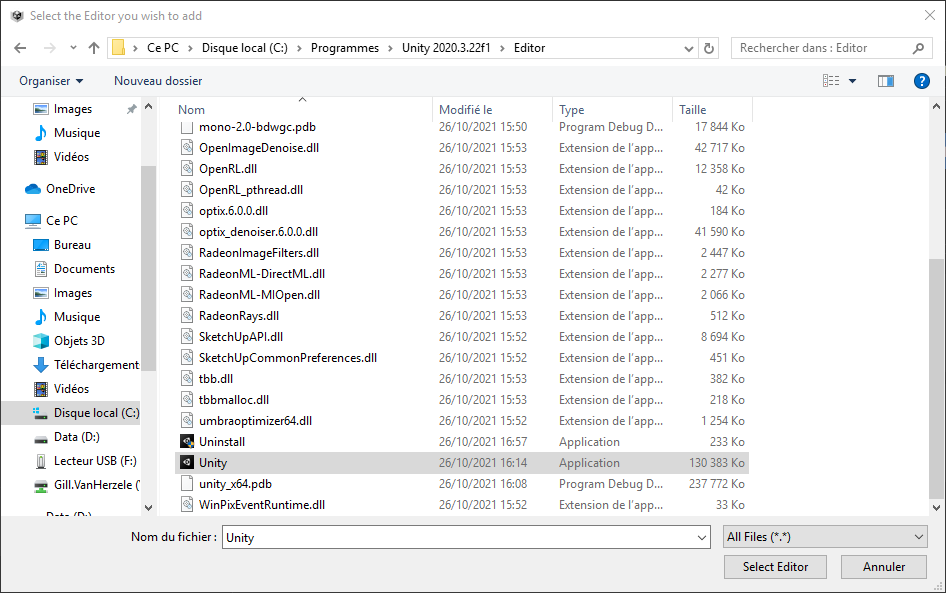 Select the Editor you wish to add
Ce PC > Disque local (C:) > Programmes > Unity 2020.3.22f1 > Editor
Rechercher dans : Editor
Organiser
Nouveau dossier
Images
Musique
Vidéos
OneDrive
Ce PC
Bureau
Documents
Images
Musique
Objets 3D
Téléchargement
Vidéos
Disque local (C:)
Data (D:)
Lecteur USB (F:)
Gill.VanHerzele (
Data (D:)
Nom Modifié le Type Taille
mono-2.0-bdwgc.pdb 26/10/2021 15:50 Program Debug D... 17 844 Ko
OpenImageDenoise.dll 26/10/2021 15:53 Extension de l'app... 42 717 Ko
OpenRL.dll 26/10/2021 15:53 Extension de l'app... 12 358 Ko
OpenRL_pthread.dll 26/10/2021 15:53 Extension de l'app... 42 Ko
optix.6.0.0.dll 26/10/2021 15:53 Extension de l'app... 184 Ko
optix_denoiser.6.0.0.dll 26/10/2021 15:53 Extension de l'app... 41 590 Ko
RadeonImageFilters.dll 26/10/2021 15:53 Extension de l'app... 2 447 Ko
RadeonML-DirectML.dll 26/10/2021 15:53 Extension de l'app... 2 277 Ko
RadeonML-MIOpen.dll 26/10/2021 15:53 Extension de l'app... 2 066 Ko
RadeonRays.dll 26/10/2021 15:53 Extension de l'app... 512 Ko
SketchUpAPI.dll 26/10/2021 15:52 Extension de l'app... 8 694 Ko
SketchUpCommonPreferences.dll 26/10/2021 15:52 Extension de l'app... 451 Ko
tbb.dll 26/10/2021 15:53 Extension de l'app... 382 Ko
tbbmalloc.dll 26/10/2021 15:53 Extension de l'app... 218 Ko
umbraoptimizer64.dll 26/10/2021 15:52 Extension de l'app... 1 254 Ko
Uninstall 26/10/2021 16:57 Application 233 Ko
Unity 26/10/2021 16:14 Application 130 383 Ko
unity_x64.pdb 26/10/2021 16:08 Program Debug D... 237 772 Ko
WinPixEventRuntime.dll 26/10/2021 15:52 Extension de l'app... 33 Ko
Nom du fichier : Unity
All Files (*.*)
Select Editor
Annuler